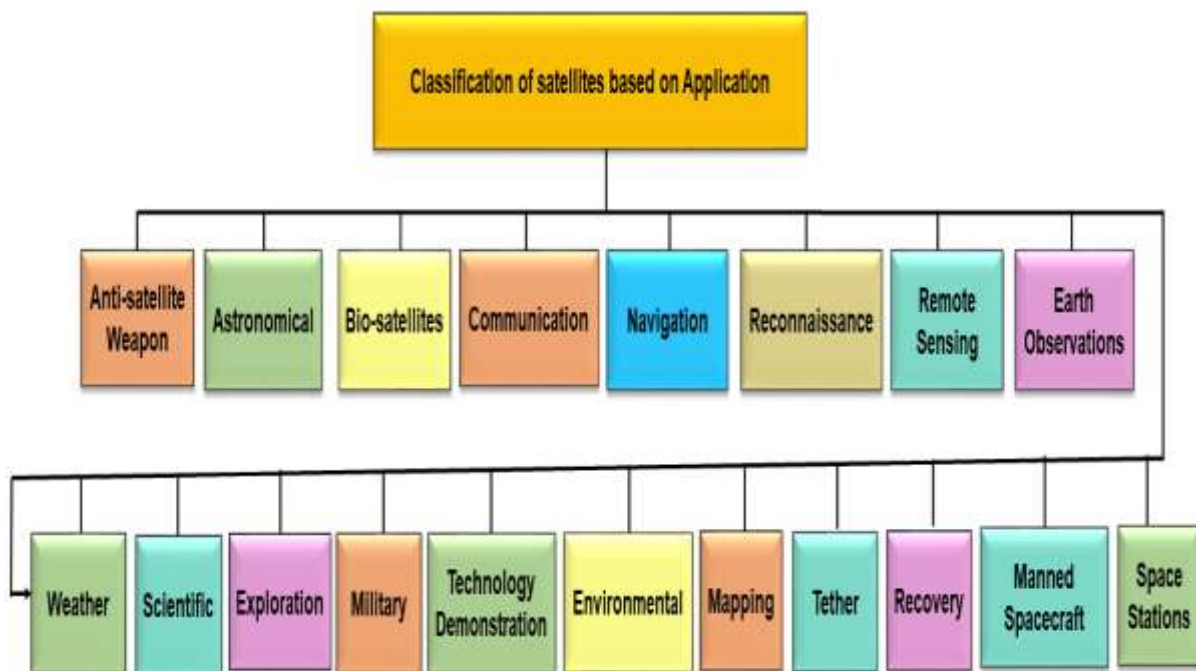 Classification of satellites based on Application
Anti-satellite
Weapon
Astronomical
Bio-satellites
Communication
Navigation
Reconnaissance
Remote
Sensing
Earth
Observations
Weather
Scientific
Exploration
Military
Technology
Demonstration
Environmental
Mapping
Tether
Recovery
Manned
Spacecraft
Space
Stations